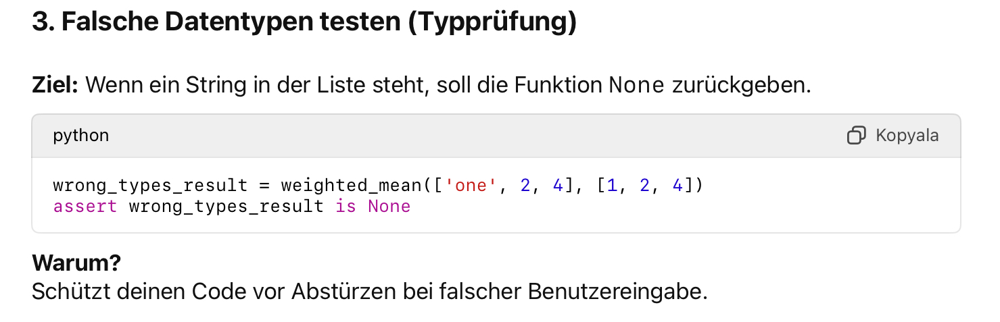 3. Falsche Datentypen testen (Typprüfung)
Ziel: Wenn ein String in der Liste steht, soll die Funktion None zurückgeben.
python
Kopyala
wrong_types_result = weighted_mean(['one', 2, 4], [1, 2, 4])
assert wrong_types_result is None
Warum?
Schützt deinen Code vor Abstürzen bei falscher Benutzereingabe.